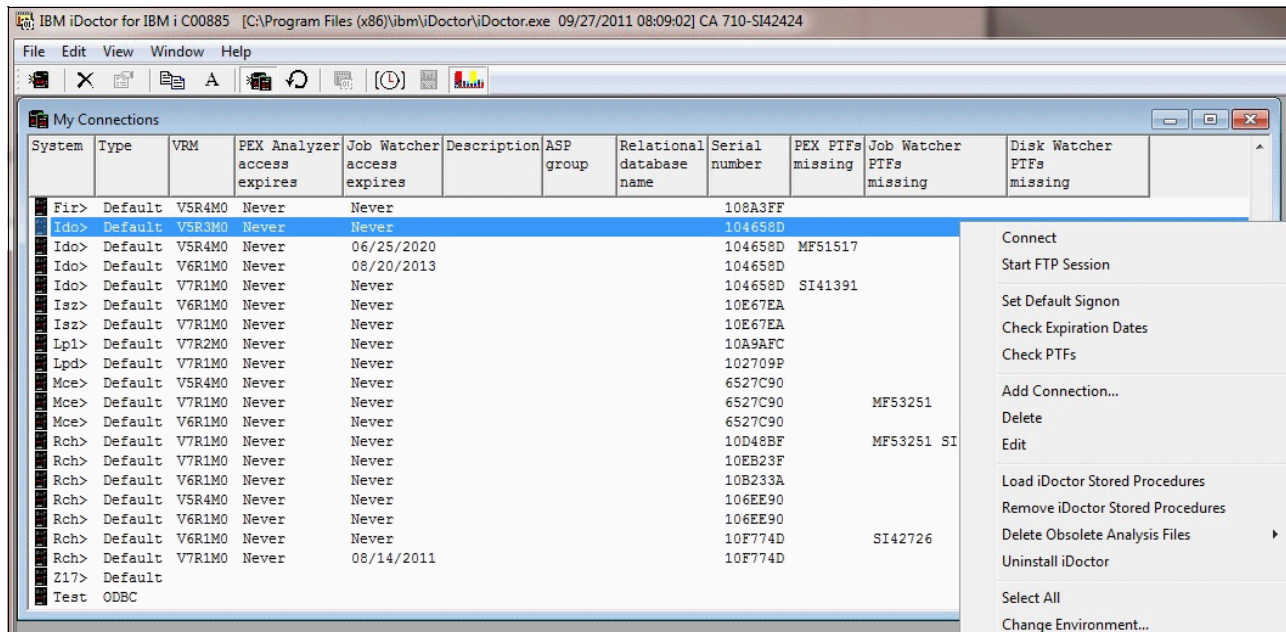 IBM iDoctor for IBM i C00885 [C:\Program Files (x86)\ibm\iDoctor\iDoctor.exe 09/27/2011 08:09:02] CA 710-SI42424
File Edit View Window Help
My Connections
System Type VRM PEX Analyzer access expires Job Watcher access expires Description ASP group Relational database name Serial number PEX PTFs missing Job Watcher PTFs missing Disk Watcher PTFs missing
Fir> Default V5R4M0 Never Never 108A3FF
Ido> Default V5R3M0 Never Never 104658D
Ido> Default V5R4M0 Never 06/25/2020 104658D MF51517
Ido> Default V6R1M0 Never 08/20/2013 104658D
Ido> Default V7R1M0 Never Never 104658D SI41391
Isz> Default V6R1M0 Never Never 10E67EA
Isz> Default V7R1M0 Never Never 10E67EA
Lp1> Default V7R2M0 Never Never 10A9AFC
Lpd> Default V7R1M0 Never Never 102709P
Mce> Default V5R4M0 Never Never 6527C90
Mce> Default V7R1M0 Never Never 6527C90 MF53251
Mce> Default V6R1M0 Never Never 6527C90
Rch> Default V7R1M0 Never Never 10D48BF MF53251 SI
Rch> Default V7R1M0 Never Never 10EB23F
Rch> Default V6R1M0 Never Never 10B233A
Rch> Default V5R4M0 Never Never 106EE90
Rch> Default V6R1M0 Never Never 106EE90
Rch> Default V6R1M0 Never Never 10F774D SI42726
Rch> Default V7R1M0 Never 08/14/2011 10F774D
Z17> Default
Test ODBC
Connect
Start FTP Session
Set Default Signon
Check Expiration Dates
Check PTFs
Add Connection...
Delete
Edit
Load iDoctor Stored Procedures
Remove iDoctor Stored Procedures
Delete Obsolete Analysis Files
Uninstall iDoctor
Select All
Change Environment...